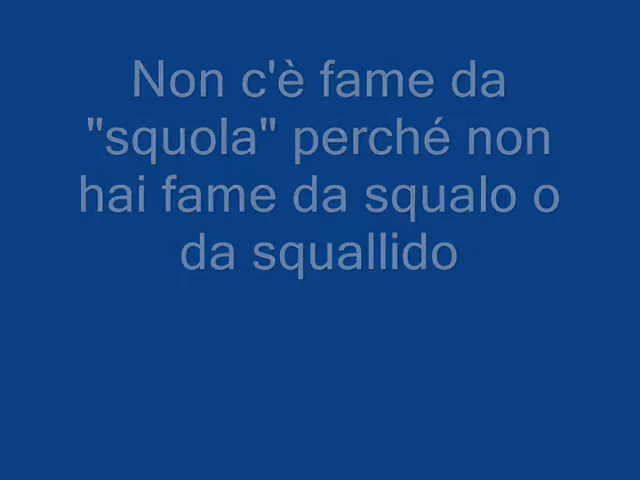 Non c'è fame da
"squola" perché non
hai fame da squalo o
da squallido